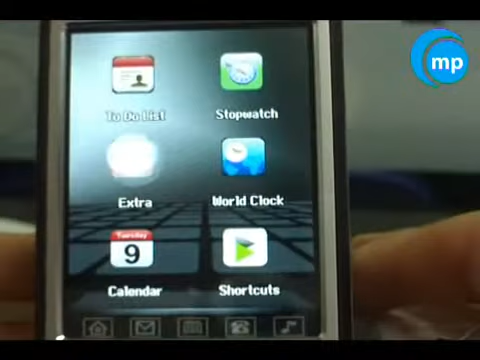 mp
To Do List
Stopwatch
Extra
World Clock
Tuesday
9
Calendar
Shortcuts